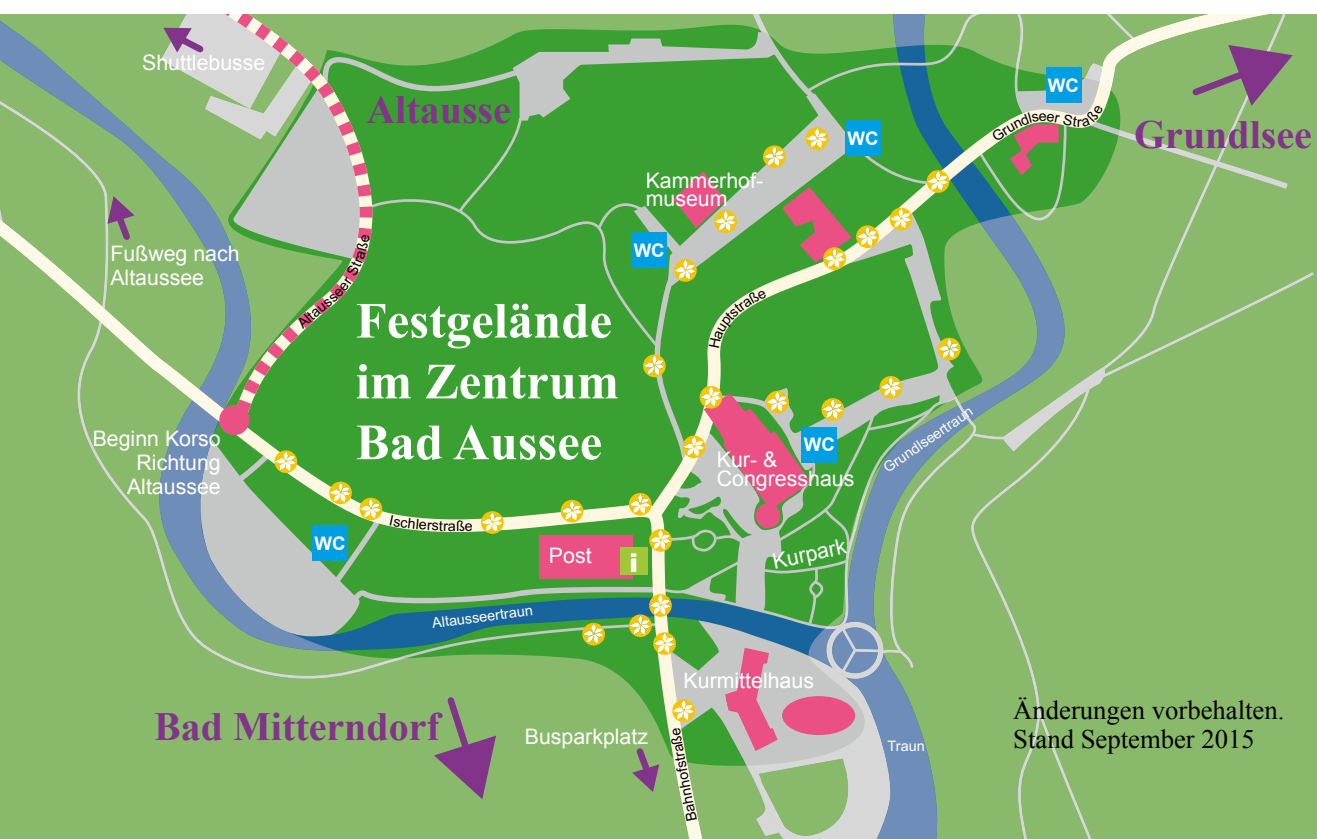 Shuttlebusse
Altausse
WC
WC
Grundlseer Straße
Grundlsee
Kammerhof-
museum
WC
Fußweg nach
Altaussee
Altausseer Straße
Festgelände
im Zentrum
Bad Aussee
Hauptstraße
Beginn Korso
Richtung
Altaussee
WC
Kur- &
Congresshaus
Grundlseertraun
Ischlerstraße
WC
Post
i
Kurpark
Altausseertraun
Kurmittelhaus
Bad Mitterndorf
Busparkplatz
Bahnhofstraße
Traun
Änderungen vorbehalten.
Stand September 2015